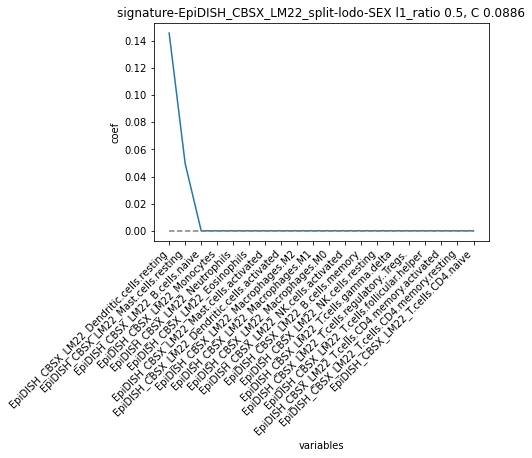 signature-EpiDISH_CBSX_LM22_split-lodo-SEX l1_ratio 0.5, C 0.0886
coef
0.14
0.12
0.10
0.08
0.06
0.04
0.02
0.00
EpiDISH_CBSX_LM22_Dendritic.cells.resting
EpiDISH_CBSX_LM22_Mast.cells.resting
EpiDISH_CBSX_LM22_B.cells.naive
EpiDISH_CBSX_LM22_Monocytes
EpiDISH_CBSX_LM22_Neutrophils
EpiDISH_CBSX_LM22_Eosinophils
EpiDISH_CBSX_LM22_Mast.cells.activated
EpiDISH_CBSX_LM22_Dendritic.cells.activated
EpiDISH_CBSX_LM22_Macrophages.M2
EpiDISH_CBSX_LM22_Macrophages.M1
EpiDISH_CBSX_LM22_Macrophages.M0
EpiDISH_CBSX_LM22_NK.cells.activated
EpiDISH_CBSX_LM22_B.cells.memory
EpiDISH_CBSX_LM22_NK.cells.resting
EpiDISH_CBSX_LM22_T.cells.gamma.delta
EpiDISH_CBSX_LM22_T.cells.regulatory..Tregs.
EpiDISH_CBSX_LM22_T.cells.follicular.helper
EpiDISH_CBSX_LM22_T.cells.CD4.memory.activated
EpiDISH_CBSX_LM22_T.cells.CD4.memory.resting
EpiDISH_CBSX_LM22_T.cells.CD4.naive
variables